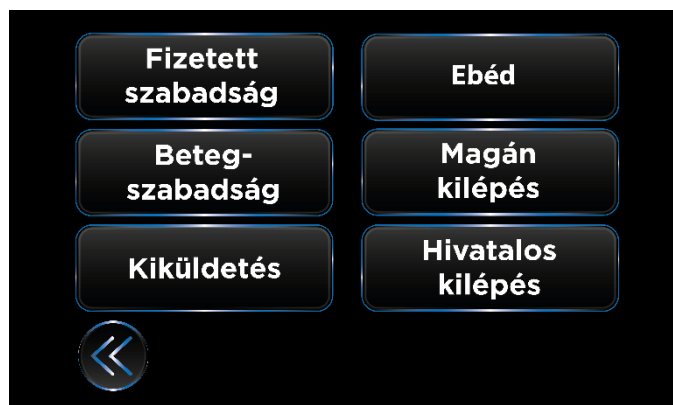 Fizetett
szabadság
Ebéd
Beteg-
szabadság
Magán
kilépés
Kiküldetés
Hivatalos
kilépés